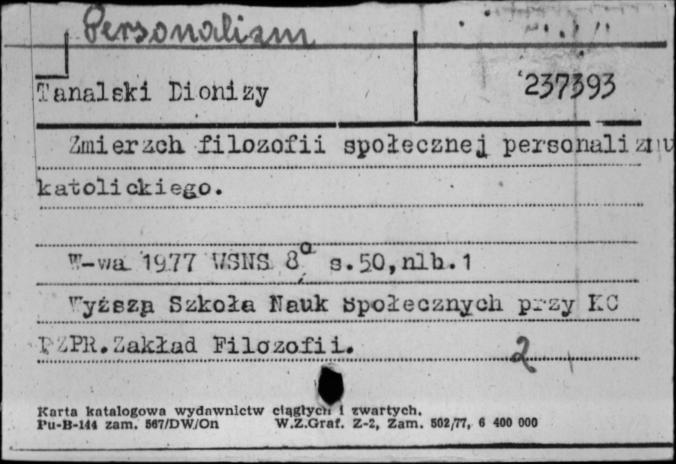 Personalizm
Tanalski Dionizy 237393
Zmierzch filozofii społecznej personalizmu
katolickiego.
W-wa 1977 WSNS 8° s.50,nlb.1
Wyższa Szkoła Nauk Społecznych przy KC
PZPR.Zakład Filozofii.
2
Karta katalogowa wydawnictw ciągłych i zwartych.
Pu-B-144 zam. 567/DW/On W.Z.Graf. Z-2, Zam. 502/77, 6 400 000